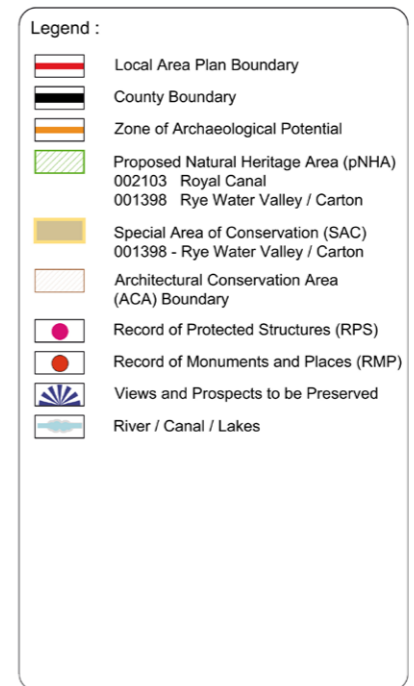 Legend :
Local Area Plan Boundary
County Boundary
Zone of Archaeological Potential
Proposed Natural Heritage Area (pNHA)
002103 Royal Canal
001398 Rye Water Valley / Carton
Special Area of Conservation (SAC)
001398 - Rye Water Valley / Carton
Architectural Conservation Area
(ACA) Boundary
Record of Protected Structures (RPS)
Record of Monuments and Places (RMP)
Views and Prospects to be Preserved
River / Canal / Lakes